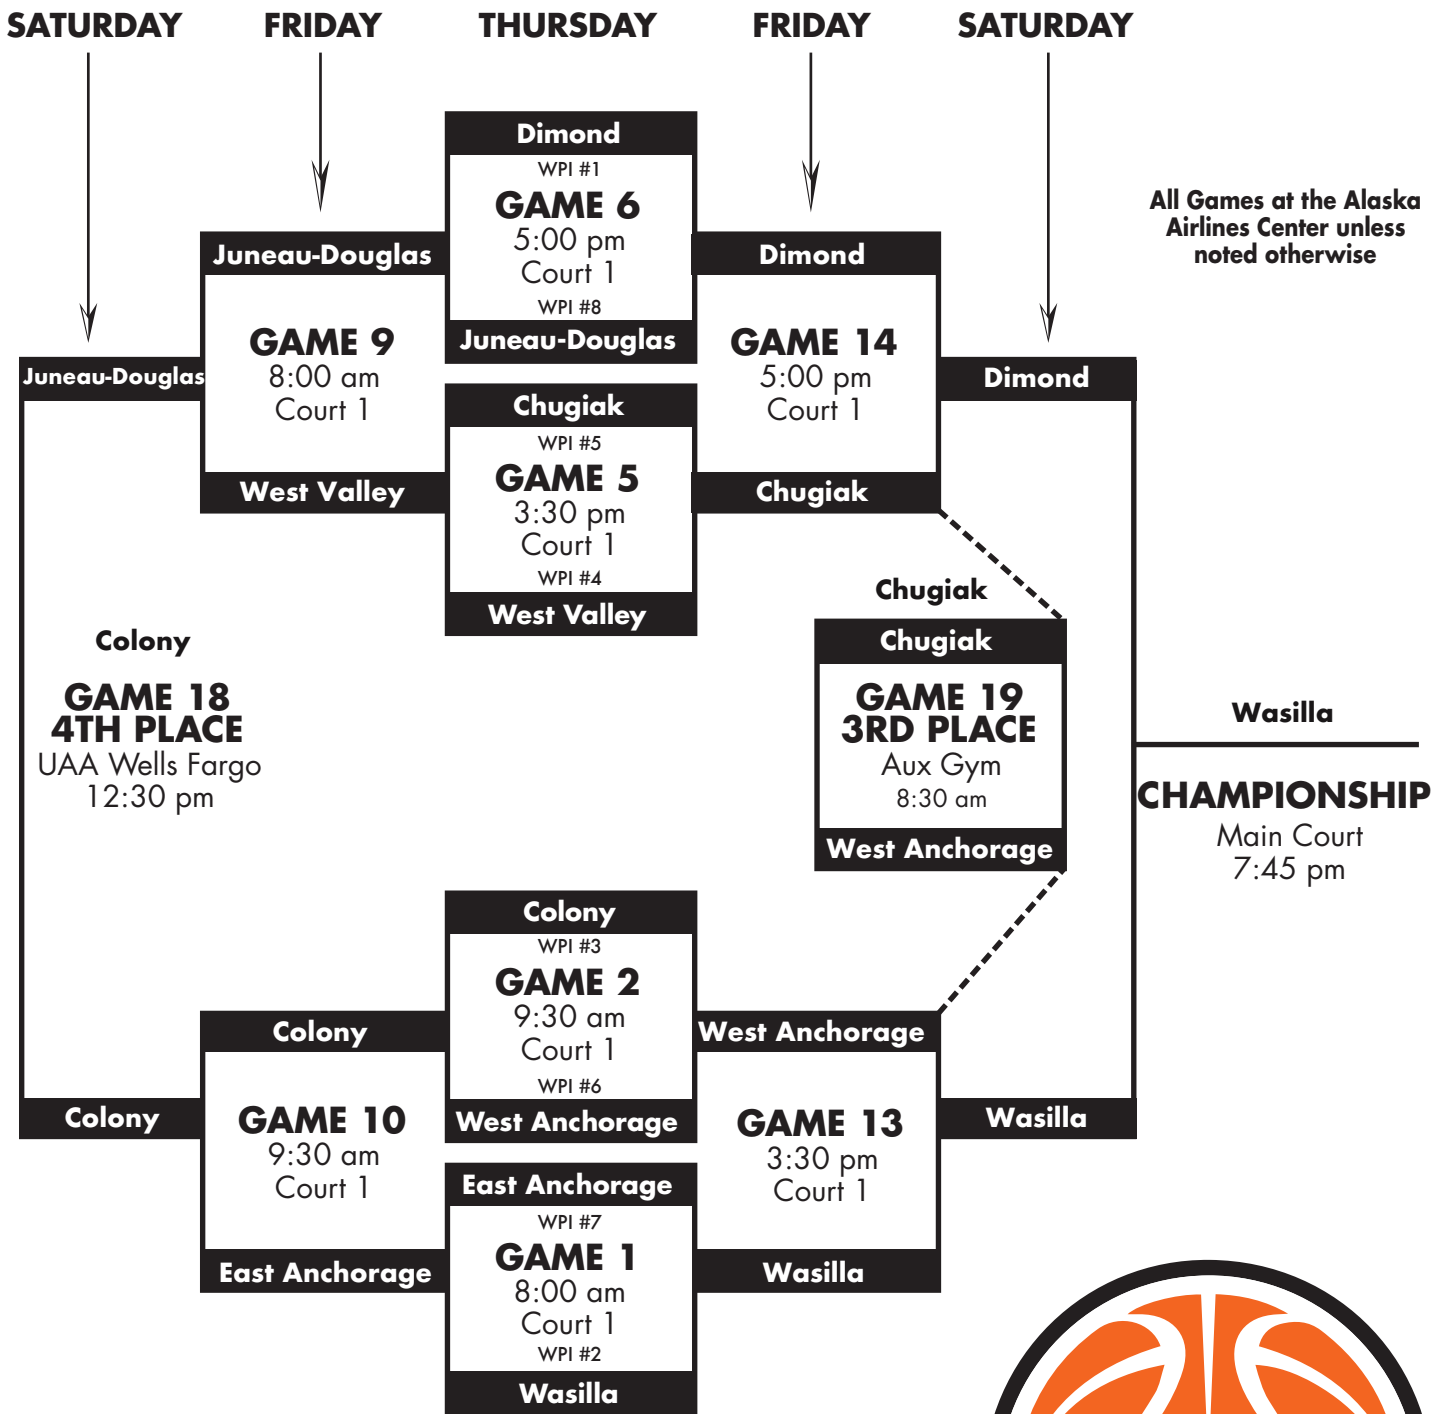 SATURDAY FRIDAY THURSDAY FRIDAY SATURDAY
All Games at the Alaska
Airlines Center unless
noted otherwise
Dimond
WPI #1
GAME 6
5:00 pm
Court 1
WPI #8
Juneau-Douglas
Juneau-Douglas
GAME 9
8:00 am
Court 1
West Valley
Dimond
GAME 14
5:00 pm
Court 1
Chugiak
Juneau-Douglas
Dimond
Chugiak
WPI #5
GAME 5
3:30 pm
Court 1
WPI #4
West Valley
Colony
GAME 18
4TH PLACE
UAA Wells Fargo
12:30 pm
Chugiak
Chugiak
GAME 19
3RD PLACE
Aux Gym
8:30 am
West Anchorage
Wasilla
CHAMPIONSHIP
Main Court
7:45 pm
Colony
WPI #3
GAME 2
9:30 am
Court 1
WPI #6
West Anchorage
Colony
GAME 10
9:30 am
Court 1
East Anchorage
West Anchorage
GAME 13
3:30 pm
Court 1
Wasilla
Colony
Wasilla
East Anchorage
WPI #7
GAME 1
8:00 am
Court 1
WPI #2
Wasilla